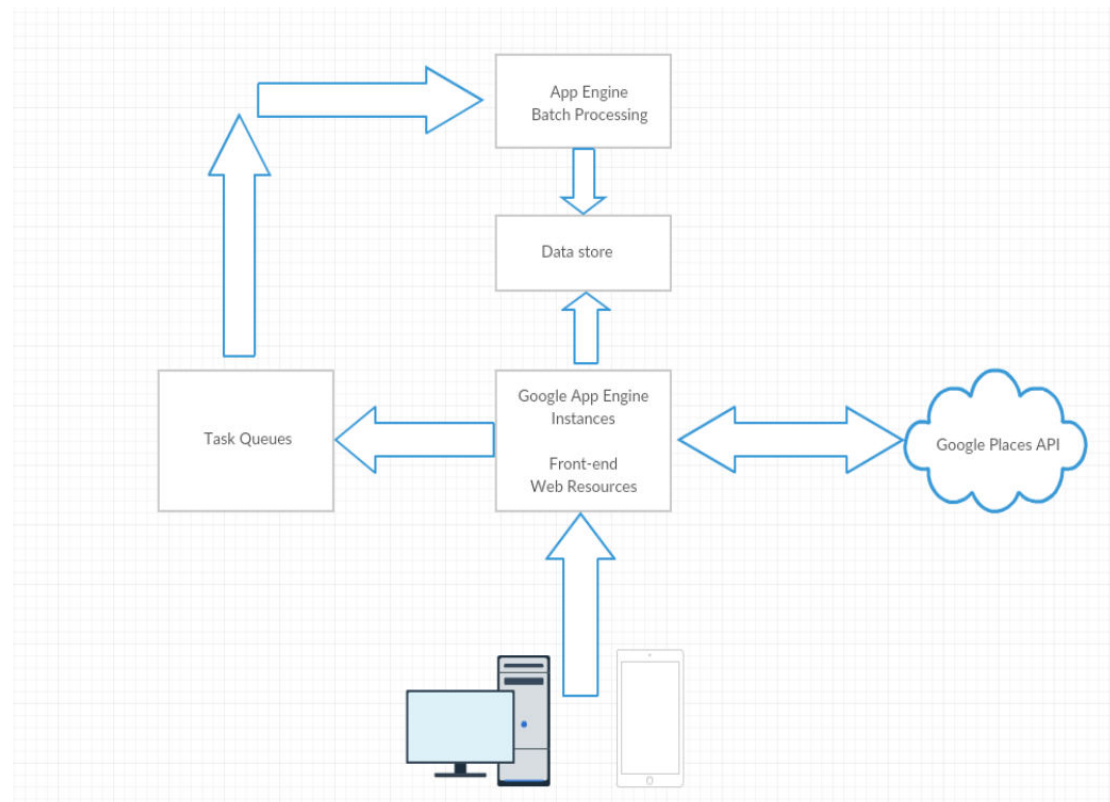 App Engine
Batch Processing
Data store
Task Queues
Google App Engine
Instances
Front-end
Web Resources
Google Places API